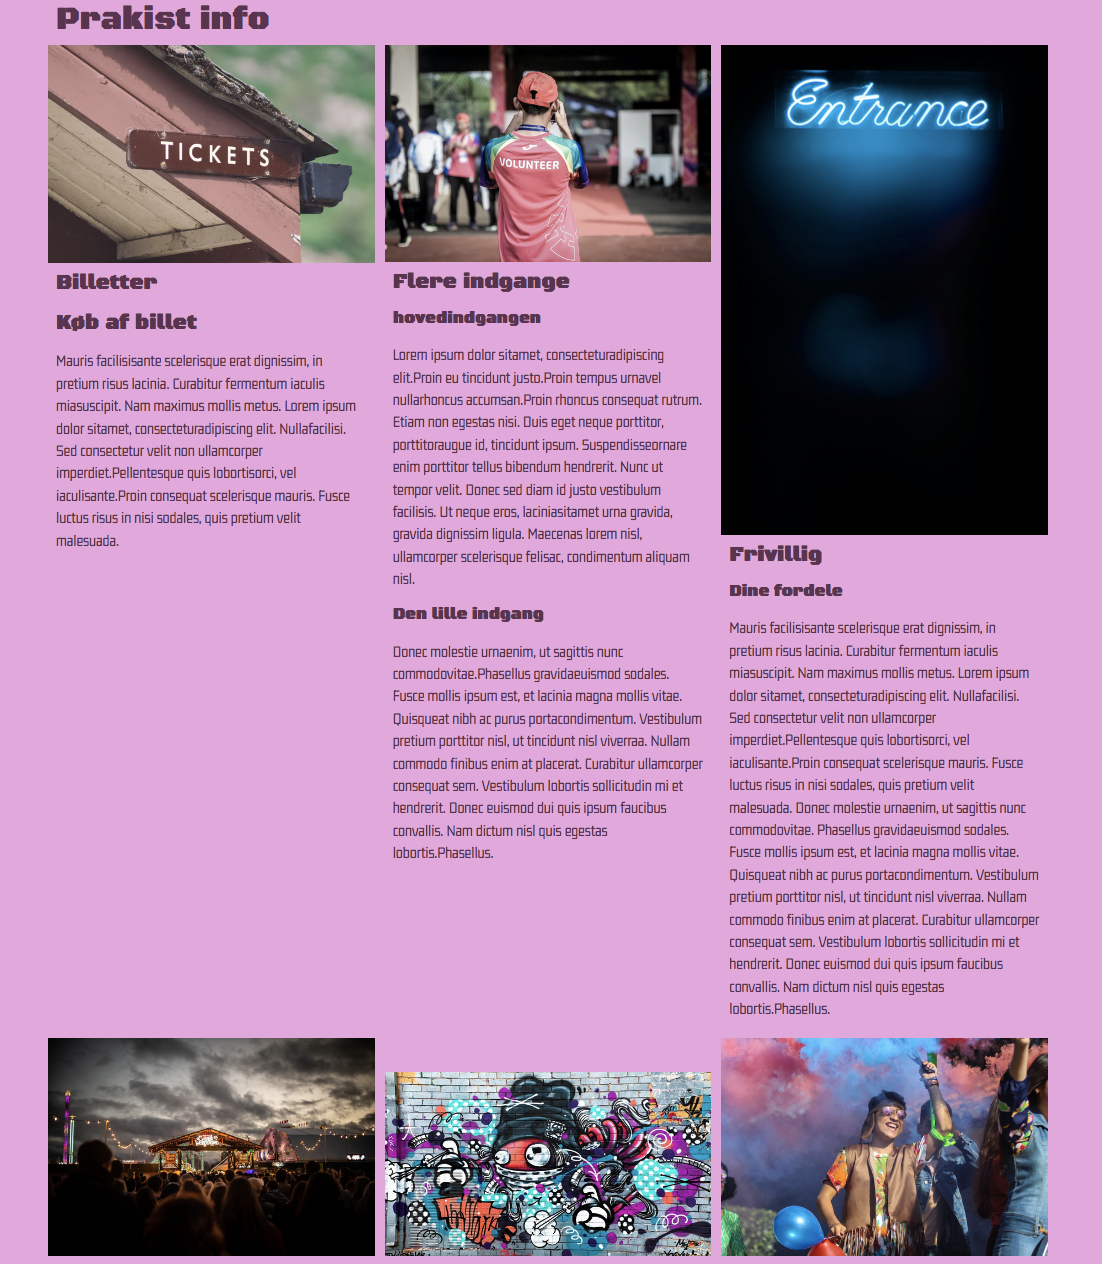 Prakist info
TICKETS
VOLUNTEER
Entrance
Billetter
Køb af billet
Mauris facilisisante scelerisque erat dignissim, in
pretium risus lacinia. Curabitur fermentum iaculis
miasuscipit. Nam maximus mollis metus. Lorem ipsum
dolor sitamet, consecteturadipiscing elit. Nullafacilisi.
Sed consectetur velit non ullamcorper
imperdiet.Pellentesque quis lobortisorci, vel
iaculisante.Proin consequat scelerisque mauris. Fusce
luctus risus in nisi sodales, quis pretium velit
malesuada.
Flere indgange
hovedindgangen
Lorem ipsum dolor sitamet, consecteturadipiscing
elit.Proin eu tincidunt justo.Proin tempus urnavel
nullarhoncus accumsan.Proin rhoncus consequat rutrum.
Etiam non egestas nisi. Duis eget neque porttitor,
porttitoraugue id, tincidunt ipsum. Suspendisseornare
enim porttitor tellus bibendum hendrerit. Nunc ut
tempor velit. Donec sed diam id justo vestibulum
facilisis. Ut neque eros, laciniasitamet urna gravida,
gravida dignissim ligula. Maecenas lorem nisl,
ullamcorper scelerisque felisac, condimentum aliquam
nisl.
Den lille indgang
Donec molestie urnaenim, ut sagittis nunc
commodovitae.Phasellus gravidaeuismod sodales.
Fusce mollis ipsum est, et lacinia magna mollis vitae.
Quisqueat nibh ac purus portacondimentum. Vestibulum
pretium porttitor nisl, ut tincidunt nisl viverraa. Nullam
commodo finibus enim at placerat. Curabitur ullamcorper
consequat sem. Vestibulum lobortis sollicitudin mi et
hendrerit. Donec euismod dui quis ipsum faucibus
convallis. Nam dictum nisl quis egestas
lobortis.Phasellus.
Frivillig
Dine fordele
Mauris facilisisante scelerisque erat dignissim, in
pretium risus lacinia. Curabitur fermentum iaculis
miasuscipit. Nam maximus mollis metus. Lorem ipsum
dolor sitamet, consecteturadipiscing elit. Nullafacilisi.
Sed consectetur velit non ullamcorper
imperdiet.Pellentesque quis lobortisorci, vel
iaculisante.Proin consequat scelerisque mauris. Fusce
luctus risus in nisi sodales, quis pretium velit
malesuada. Donec molestie urnaenim, ut sagittis nunc
commodovitae. Phasellus gravidaeuismod sodales.
Fusce mollis ipsum est, et lacinia magna mollis vitae.
Quisqueat nibh ac purus portacondimentum. Vestibulum
pretium porttitor nisl, ut tincidunt nisl viverraa. Nullam
commodo finibus enim at placerat. Curabitur ullamcorper
consequat sem. Vestibulum lobortis sollicitudin mi et
hendrerit. Donec euismod dui quis ipsum faucibus
convallis. Nam dictum nisl quis egestas
lobortis.Phasellus.